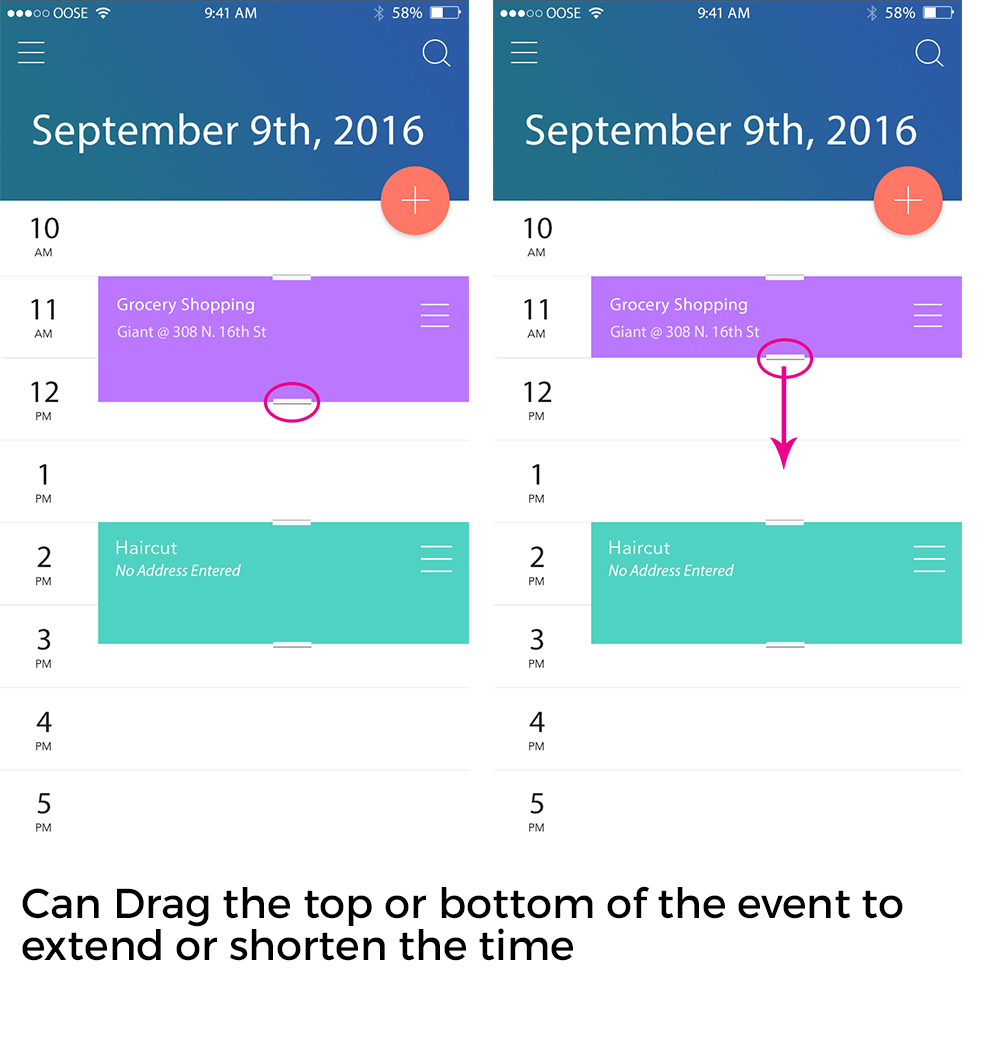 OOSE 9:41 AM 58%
September 9th, 2016
10
AM
11
AM
Grocery Shopping
Giant @ 308 N. 16th St
12
PM
1
PM
2
PM
Haircut
No Address Entered
3
PM
4
PM
5
PM
OOSE 9:41 AM 58%
September 9th, 2016
10
AM
11
AM
Grocery Shopping
Giant @ 308 N. 16th St
12
PM
1
PM
2
PM
Haircut
No Address Entered
3
PM
4
PM
5
PM
Can Drag the top or bottom of the event to
extend or shorten the time